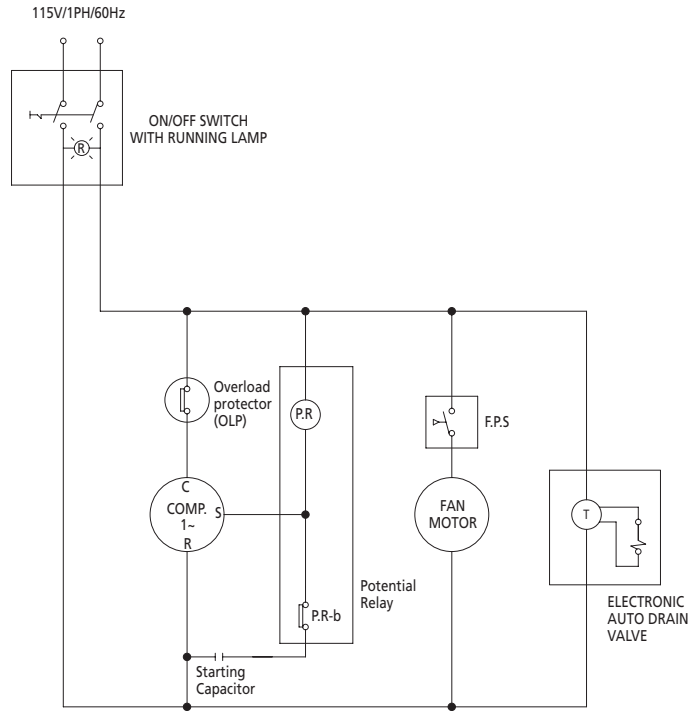 115V/1PH/60Hz
ON/OFF SWITCH
WITH RUNNING LAMP
R
Overload
protector
(OLP)
P.R
F.P.S
C
COMP.
1~
S
R
FAN
MOTOR
T
P.R-b
Potential
Relay
ELECTRONIC
AUTO DRAIN
VALVE
Starting
Capacitor